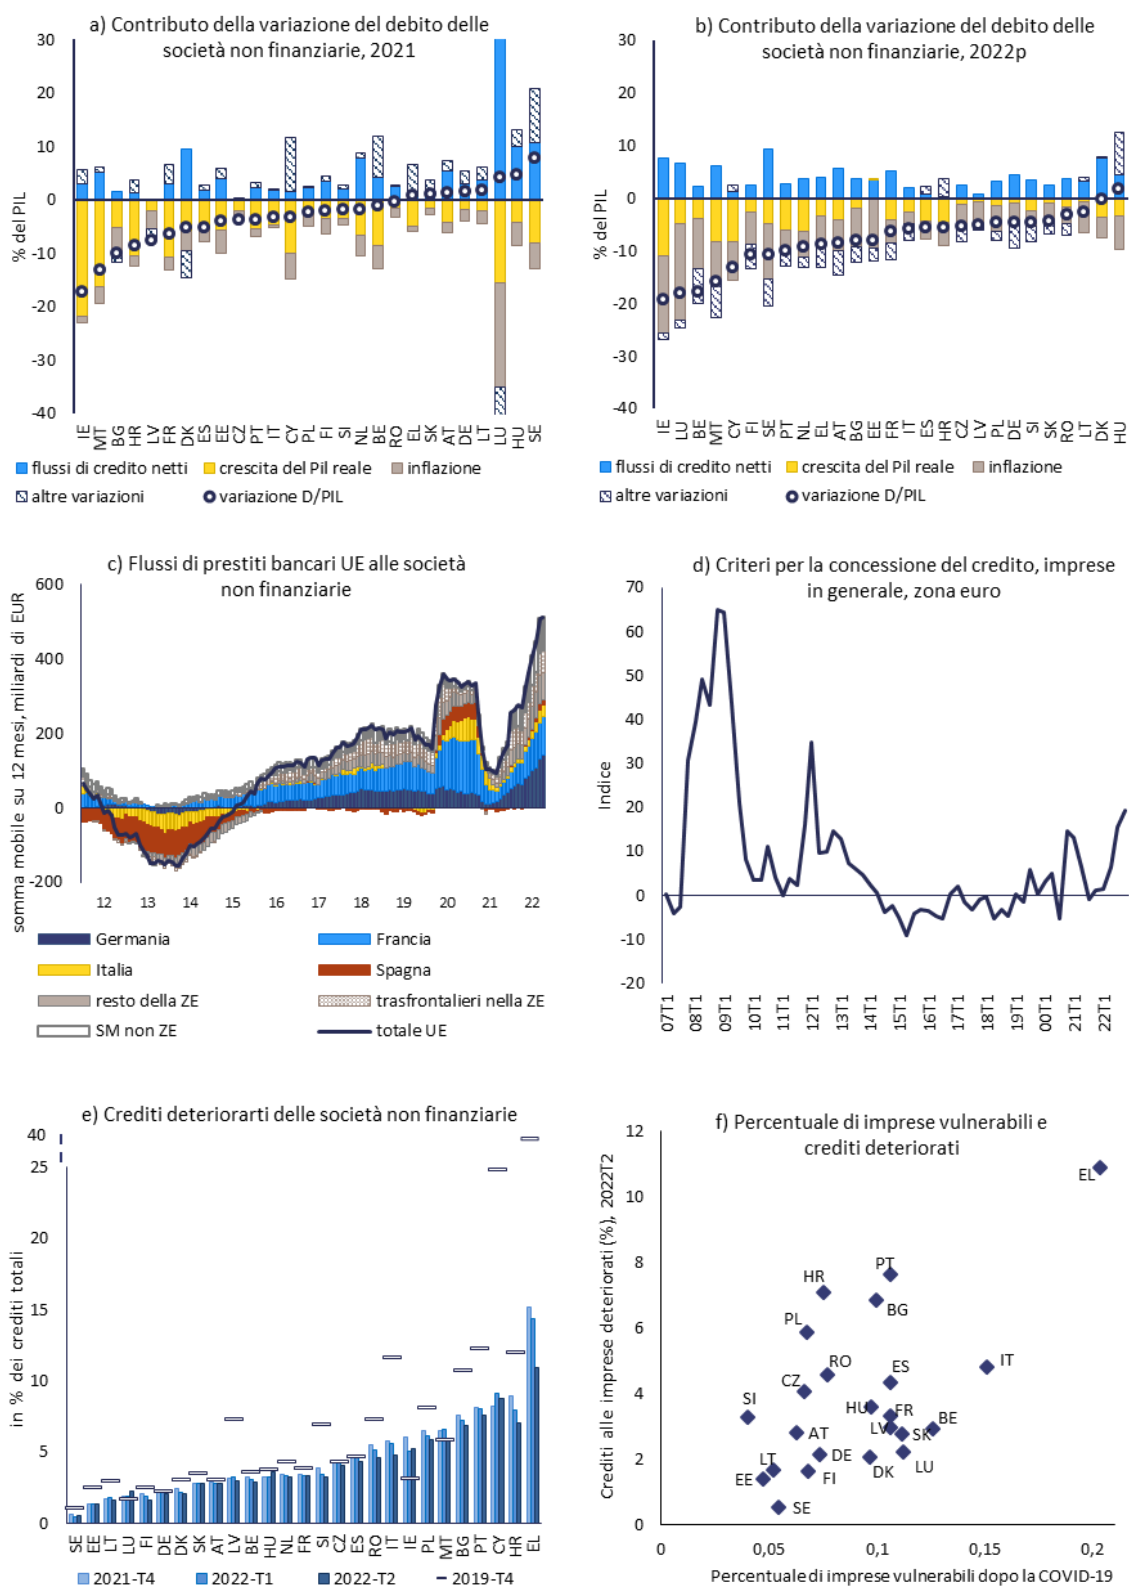 a) Contributo della variazione del debito delle
società non finanziarie, 2021
% del PIL
30
20
10
0
-10
-20
-30
-40
IE MT BG HR LV FR DK ES EE CZ PT IT CY PL FI SI NL BE RO EL SK AT DE LT LU HU SE
flussi di credito netti
crescita del Pil reale
inflazione
altre variazioni
variazione D/PIL
b) Contributo della variazione del debito delle
società non finanziarie, 2022p
% del PIL
30
20
10
0
-10
-20
-30
-40
IE LU BE MT CY FI SE PT NL EL AT BG EE FR IT ES HR CZ LV PL DE SI SK RO LT DK HU
flussi di credito netti
crescita del Pil reale
inflazione
altre variazioni
variazione D/PIL
c) Flussi di prestiti bancari UE alle società
non finanziarie
somma mobile su 12 mesi, miliardi di EUR
600
400
200
0
-200
12 13 14 15 16 17 18 19 20 21 22
Germania
Francia
Italia
Spagna
resto della ZE
trasfrontalieri nella ZE
SM non ZE
totale UE
d) Criteri per la concessione del credito, imprese
in generale, zona euro
Indice
70
60
50
40
30
20
10
0
-10
-20
07T1 08T1 09T1 10T1 11T1 12T1 13T1 14T1 15T1 16T1 17T1 18T1 19T1 00T1 21T1 22T1
e) Crediti deteriorarti delle società non finanziarie
in % dei crediti totali
40
25
20
15
10
5
0
SE EE LT LU FI DE DK SK AT LV BE HU NL FR SI CZ ES RO IT IE PL MT BG PT CY HR EL
2021-T4
2022-T1
2022-T2
2019-T4
f) Percentuale di imprese vulnerabili e
crediti deteriorati
Crediti alle imprese deteriorati (%), 2022T2
12
10
8
6
4
2
0
EL
PT
HR
BG
PL
RO
ES
IT
CZ
SI
HU
FR
BE
AT
LV
SK
LT
DE
DK
LU
EE
FI
SE
0 0,05 0,1 0,15 0,2
Percentuale di imprese vulnerabili dopo la COVID-19